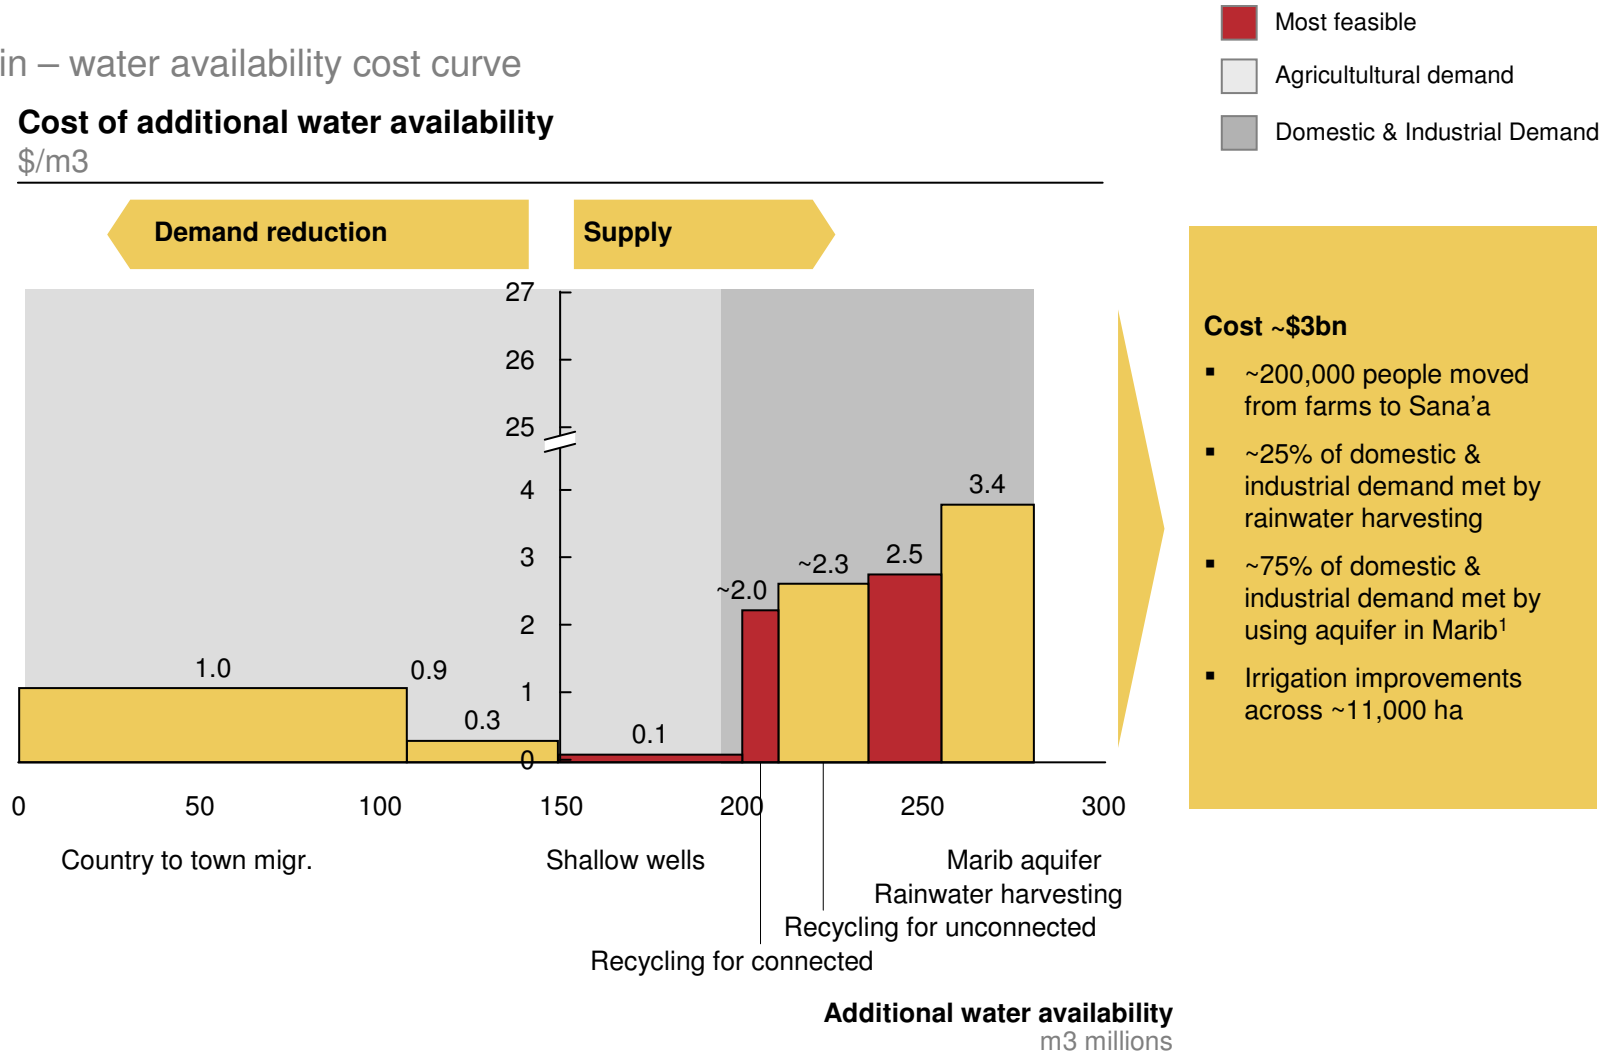 in – water availability cost curve
Most feasible
Agricultultural demand
Domestic & Industrial Demand
Cost of additional water availability
$/m3
Demand reduction
Supply
27
26
25
4
3
2
1
0
1.0
0.9
0.3
0.1
~2.0
~2.3
2.5
3.4
0 50 100 150 200 250 300
Country to town migr.
Shallow wells
Marib aquifer
Rainwater harvesting
Recycling for unconnected
Recycling for connected
Additional water availability
m3 millions
Cost ~$3bn
▪ ~200,000 people moved
from farms to Sana’a
▪ ~25% of domestic &
industrial demand met by
rainwater harvesting
▪ ~75% of domestic &
industrial demand met by
using aquifer in Marib¹
▪ Irrigation improvements
across ~11,000 ha